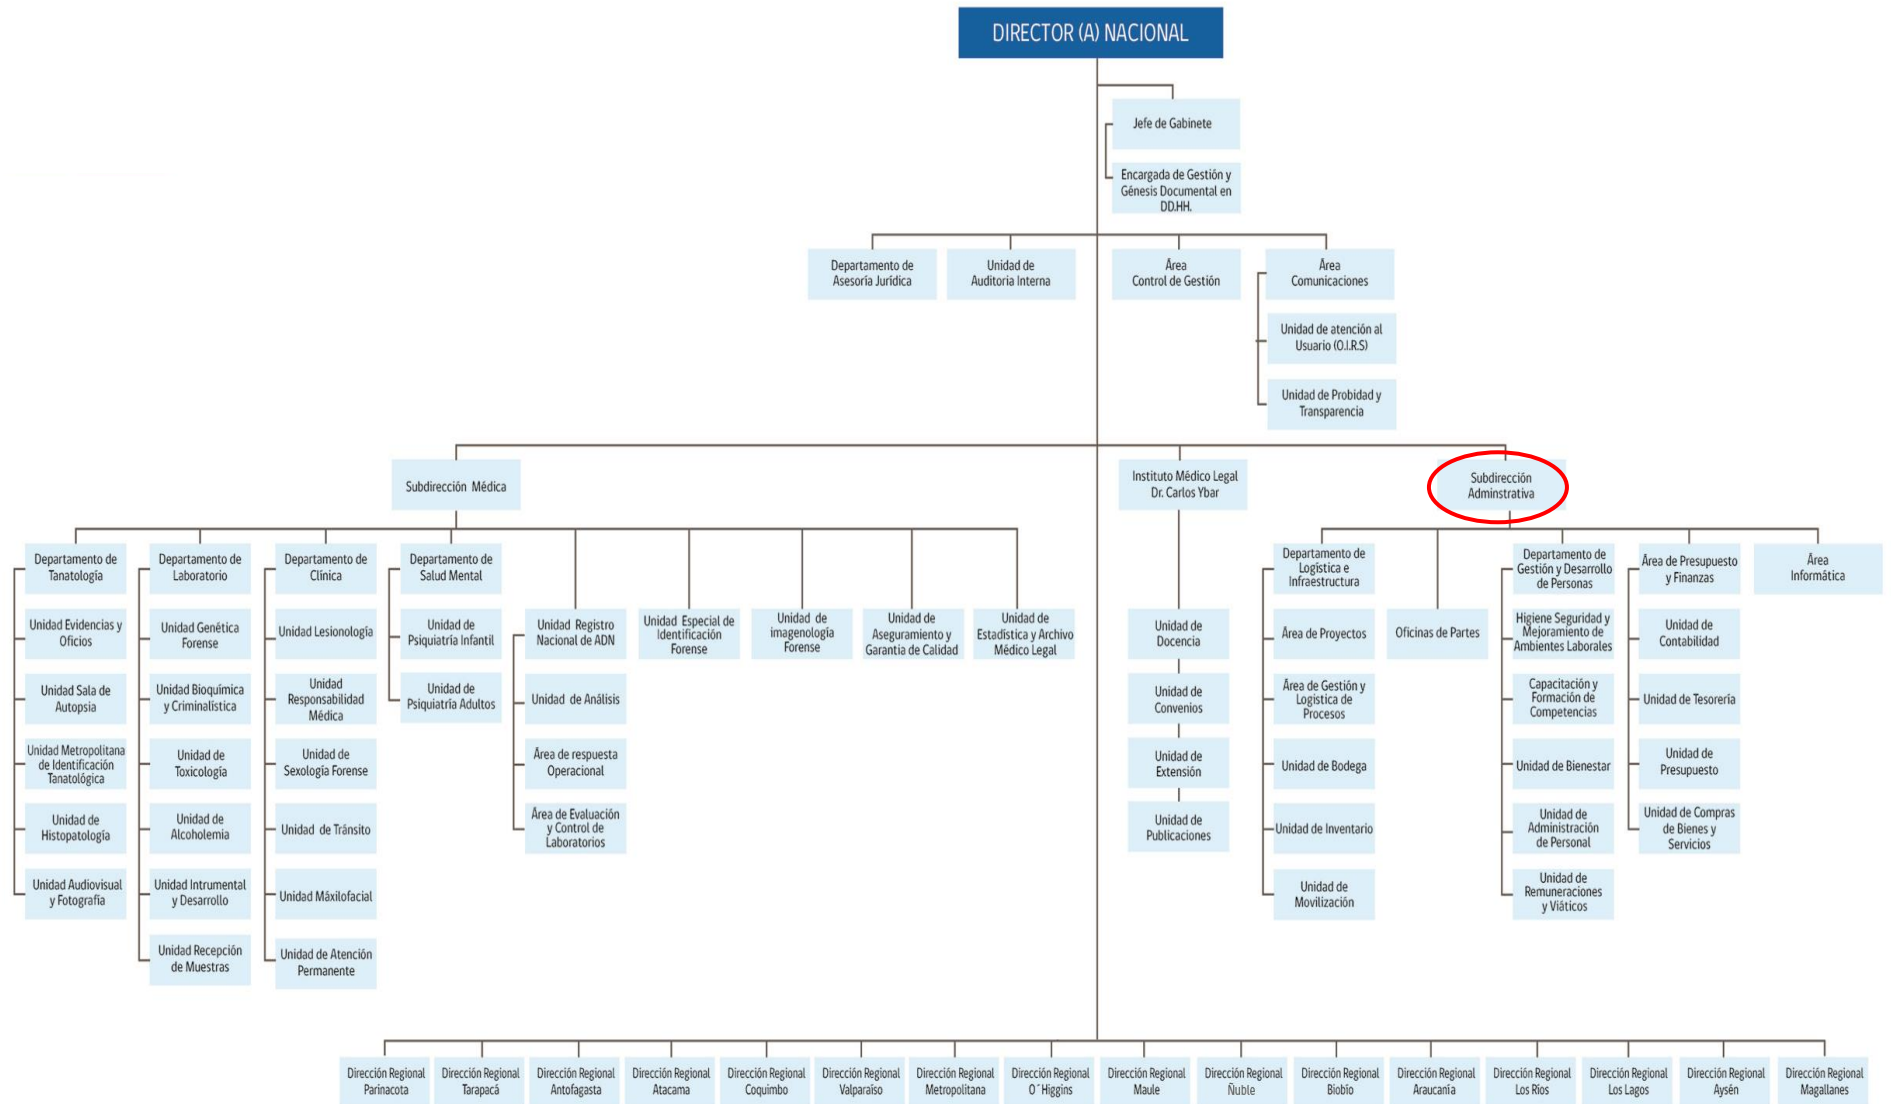 DIRECTOR (A) NACIONAL
Jefe de Gabinete
Encargada de Gestión y
Génesis Documental en
DD.HH.
Departamento de
Asesoría Jurídica
Unidad de
Auditoria Interna
Área
Control de Gestión
Área
Comunicaciones
Unidad de atención al
Usuario (O.I.R.S)
Unidad de Probidad y
Transparencia
Subdirección Médica
Instituto Médico Legal
Dr. Carlos Ybar
Subdirección
Adminstrativa
Departamento de
Tanatología
Unidad Evidencias y
Oficios
Unidad Sala de
Autopsia
Unidad Metropolitana
de Identificación
Tanatológica
Unidad de
Histopatología
Unidad Audiovisual
y Fotografía
Departamento de
Laboratorio
Unidad Genética
Forense
Unidad Bioquímica
y Criminalística
Unidad de
Toxicología
Unidad de
Alcoholemia
Unidad Intrumental
y Desarrollo
Unidad Recepción
de Muestras
Departamento de
Clínica
Unidad Lesionología
Unidad
Responsabilidad
Médica
Unidad de
Sexología Forense
Unidad de Tránsito
Unidad Máxilofacial
Unidad de Atención
Permanente
Departamento de
Salud Mental
Unidad de
Psiquiatría Infantil
Unidad de
Psiquiatría Adultos
Unidad Registro
Nacional de ADN
Unidad de Análisis
Área de respuesta
Operacional
Área de Evaluación
y Control de
Laboratorios
Unidad Especial de
Identificación
Forense
Unidad de
imagenología
Forense
Unidad de
Aseguramiento y
Garantia de Calidad
Unidad de
Estadística y Archivo
Médico Legal
Unidad de
Docencia
Unidad de
Convenios
Unidad de
Extensión
Unidad de
Publicaciones
Departamento de
Logística e
Infraestructura
Área de Proyectos
Área de Gestión y
Logistica de
Procesos
Unidad de Bodega
Unidad de Inventario
Unidad de
Movilización
Oficinas de Partes
Departamento de
Gestión y Desarrollo
de Personas
Higiene Seguridad y
Mejoramiento de
Ambientes Laborales
Capacitación y
Formación de
Competencias
Unidad de Bienestar
Unidad de
Administración
de Personal
Unidad de
Remuneraciones
y Viáticos
Área de Presupuesto
y Finanzas
Unidad de
Contabilidad
Unidad de Tesorería
Unidad de
Presupuesto
Unidad de Compras
de Bienes y
Servicios
Área
Informática
Dirección Regional
Parinacota
Dirección Regional
Tarapacá
Dirección Regional
Antofagasta
Dirección Regional
Atacama
Dirección Regional
Coquimbo
Dirección Regional
Valparaíso
Dirección Regional
Metropolitana
Dirección Regional
O´Higgins
Dirección Regional
Maule
Dirección Regional
Ñuble
Dirección Regional
Biobío
Dirección Regional
Araucanía
Dirección Regional
Los Ríos
Dirección Regional
Los Lagos
Dirección Regional
Aysén
Dirección Regional
Magallanes